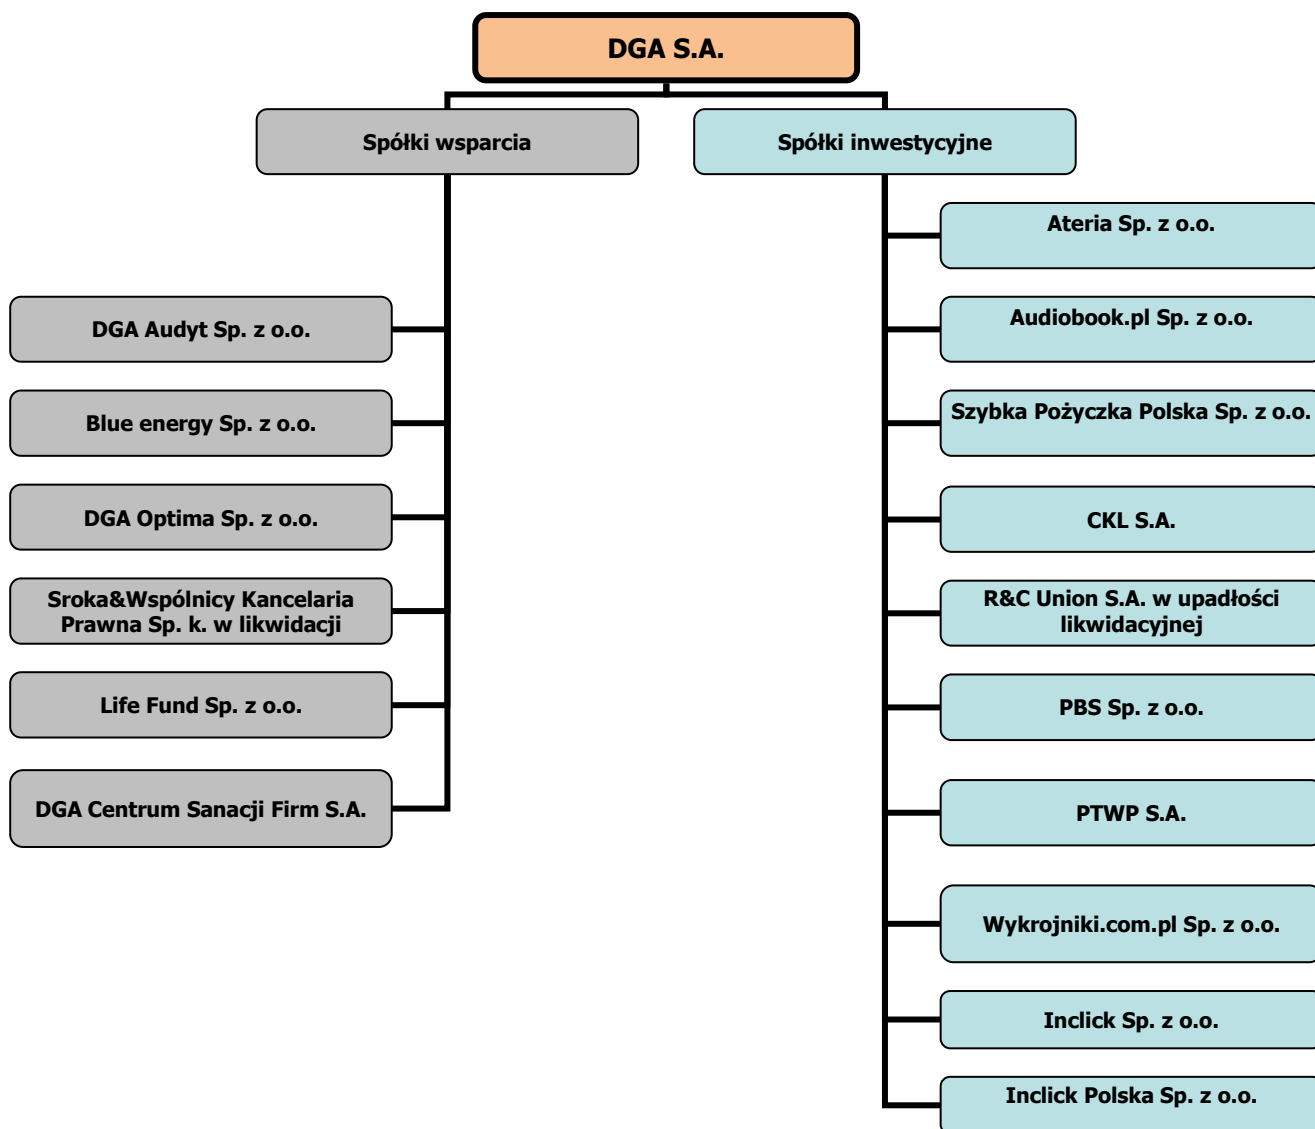 DGA S.A.
Spółki wsparcia
Spółki inwestycyjne
DGA Audyt Sp. z o.o.
Blue energy Sp. z o.o.
DGA Optima Sp. z o.o.
Sroka&Wspólnicy Kancelaria
Prawna Sp. k. w likwidacji
Life Fund Sp. z o.o.
DGA Centrum Sanacji Firm S.A.
Ateria Sp. z o.o.
Audiobook.pl Sp. z o.o.
Szybka Pożyczka Polska Sp. z o.o.
CKL S.A.
R&C Union S.A. w upadłości
likwidacyjnej
PBS Sp. z o.o.
PTWP S.A.
Wykrojniki.com.pl Sp. z o.o.
Inclick Sp. z o.o.
Inclick Polska Sp. z o.o.